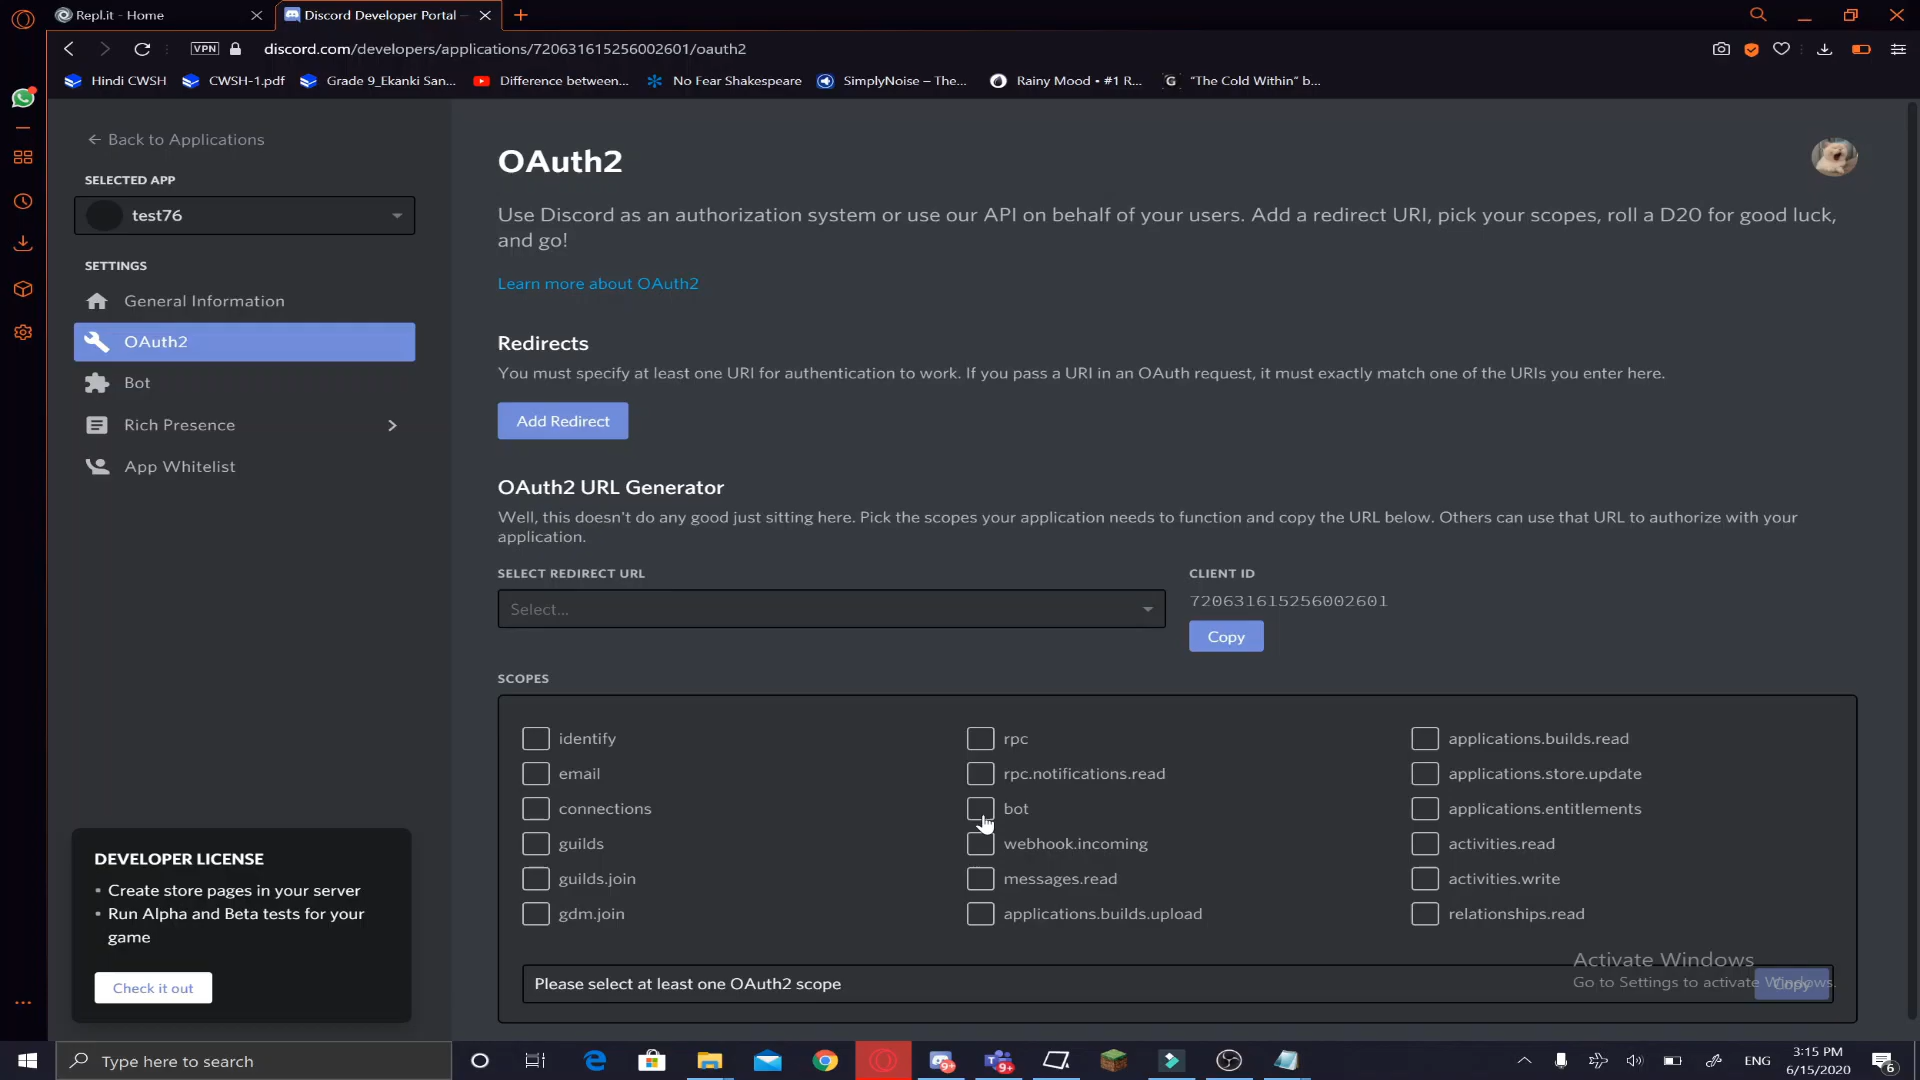 Repl.it - Home
Discord Developer Portal
VPN
discord.com/developers/applications/720631615256002601/oauth2
Hindi CWSH
CWSH-1.pdf
Grade 9_Ekanki San...
Difference between...
No Fear Shakespeare
SimplyNoise – The...
Rainy Mood • #1 R...
G
"The Cold Within" b...
← Back to Applications
SELECTED APP
test76
SETTINGS
General Information
OAuth2
Bot
Rich Presence
App Whitelist
DEVELOPER LICENSE
• Create store pages in your server
• Run Alpha and Beta tests for your
game
Check it out
OAuth2
Use Discord as an authorization system or use our API on behalf of your users. Add a redirect URI, pick your scopes, roll a D20 for good luck,
and go!
Learn more about OAuth2
Redirects
You must specify at least one URI for authentication to work. If you pass a URI in an OAuth request, it must exactly match one of the URIs you enter here.
Add Redirect
OAuth2 URL Generator
Well, this doesn't do any good just sitting here. Pick the scopes your application needs to function and copy the URL below. Others can use that URL to authorize with your
application.
SELECT REDIRECT URL
Select...
CLIENT ID
720631615256002601
Copy
SCOPES
identify
email
connections
guilds
guilds.join
gdm.join
rpc
rpc.notifications.read
bot
webhook.incoming
messages.read
applications.builds.upload
applications.builds.read
applications.store.update
applications.entitlements
activities.read
activities.write
relationships.read
Please select at least one OAuth2 scope
Copy
Activate Windows
Go to Settings to activate Windows.
Type here to search
9+
9+
ENG
3:15 PM
6/15/2020
6